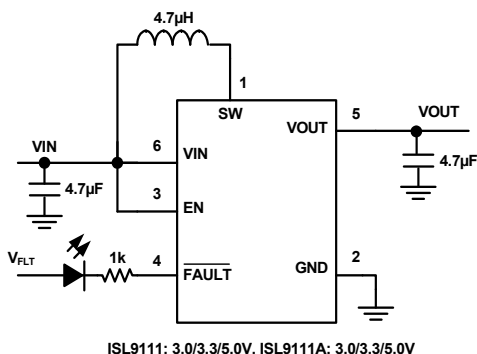 4.7µH
1
SW
5
VOUT
VOUT
VIN
6
VIN
4.7µF
4.7µF
3
EN
V_FLT
1k
4
FAULT
2
GND
ISL9111: 3.0/3.3/5.0V, ISL9111A: 3.0/3.3/5.0V